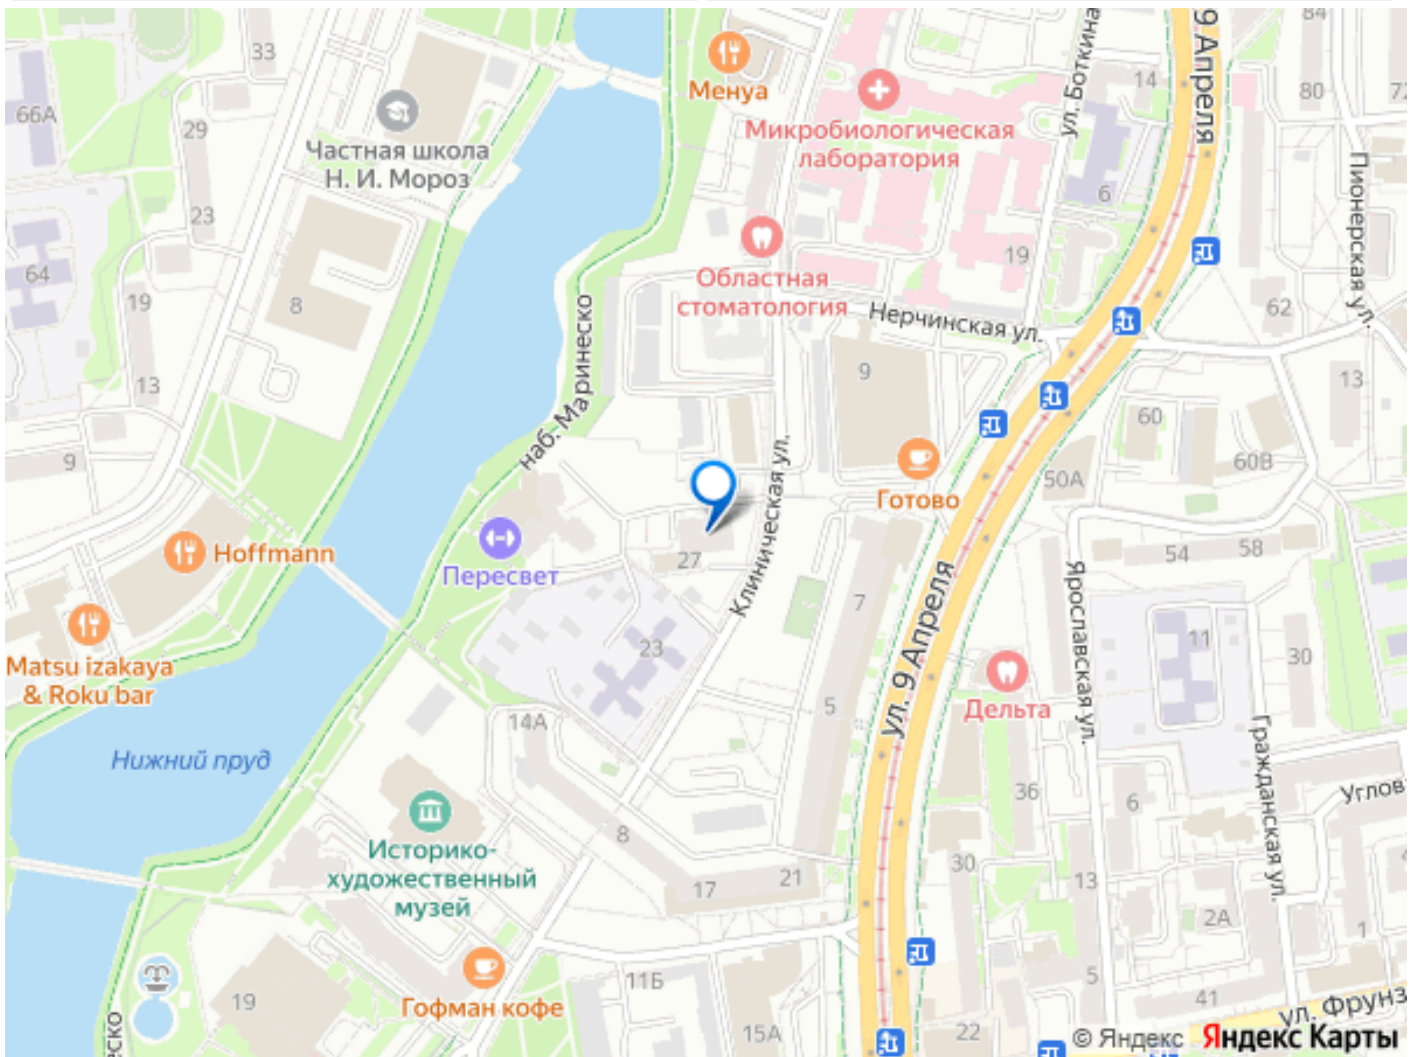 84
9 Апреля
33
Менуа
ул. Боткина
14
80
72
66А
29
Частная школа
Н. И. Мороз
Микробиологическая
лаборатория
Пионерская ул.
6
23
64
19
Областная
стоматология
19
8
наб. Маринеско
Нерчинская ул.
62
13
9
13
60
9
Клиническая ул.
Готово
50А
60В
Hoffmann
Пересвет
27
54
58
Ярославская ул.
7
ул. 9 Апреля
23
11
30
Matsu izakaya
& Roku bar
5
Дельта
14А
Нижний пруд
Гражданская ул.
36
6
Углов
8
Историко-
художественный
музей
17
21
30
13
2А
1
11Б
5
Гофман кофе
19
15А
22
41
ул. Фрунз
еско
© Яндекс Яндекс Карты